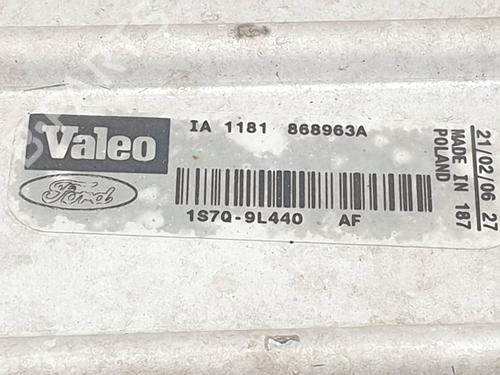 Valeo
IA 1181 868963A
Ford
1S7Q-9L440 AF
MADE IN 187
POLAND
21/02/06 27